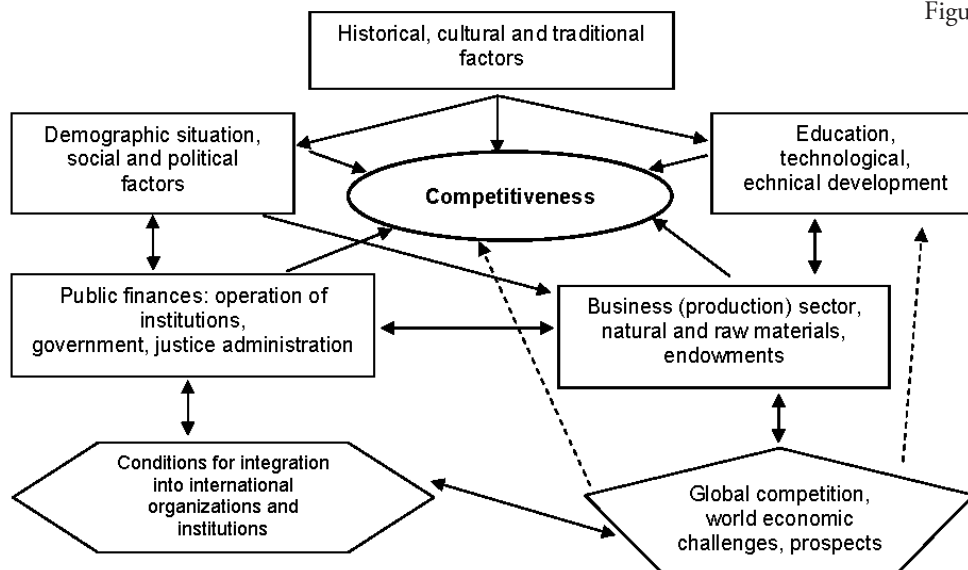 Figu
Historical, cultural and traditional
factors
Demographic situation,
social and political
factors
Education,
technological,
echnical development
Competitiveness
Public finances: operation of
institutions,
government, justice administration
Business (production) sector,
natural and raw materials,
endowments
Conditions for integration
into international
organizations and
institutions
Global competition,
world economic
challenges, prospects